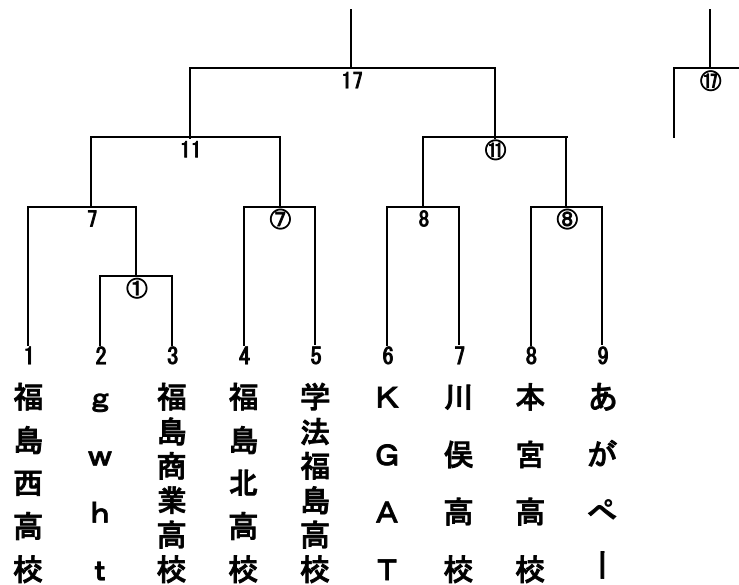 17 ⑰
11 ⑪
7 ⑦ 8 ⑧
①
1 2 3 4 5 6 7 8 9
福島西高校
gwht
福島商業高校
福島北高校
学法福島高校
KGAT
川俣高校
本宮高校
あがペー